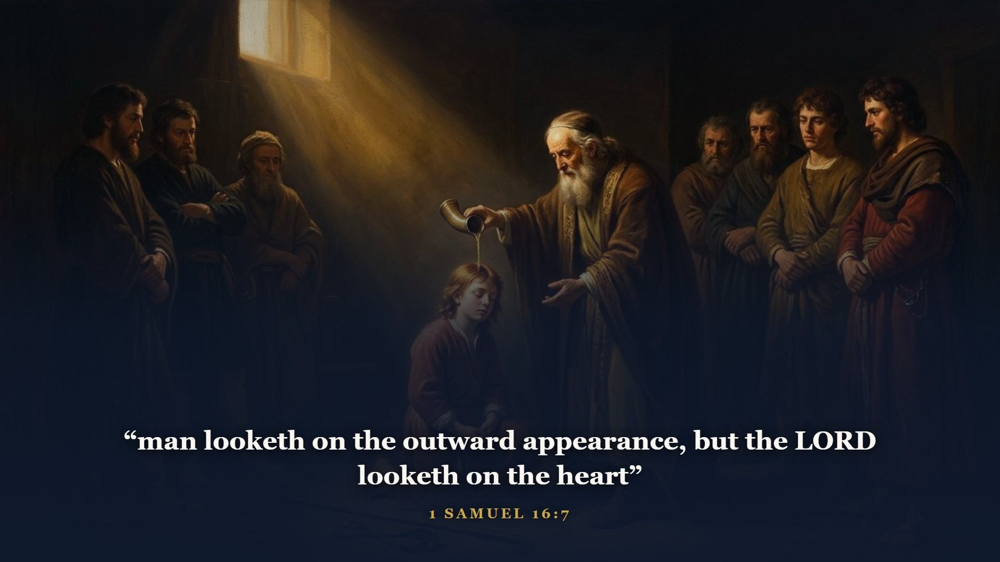 “man looketh on the outward appearance, but the LORD
looketh on the heart”
1 SAMUEL 16:7